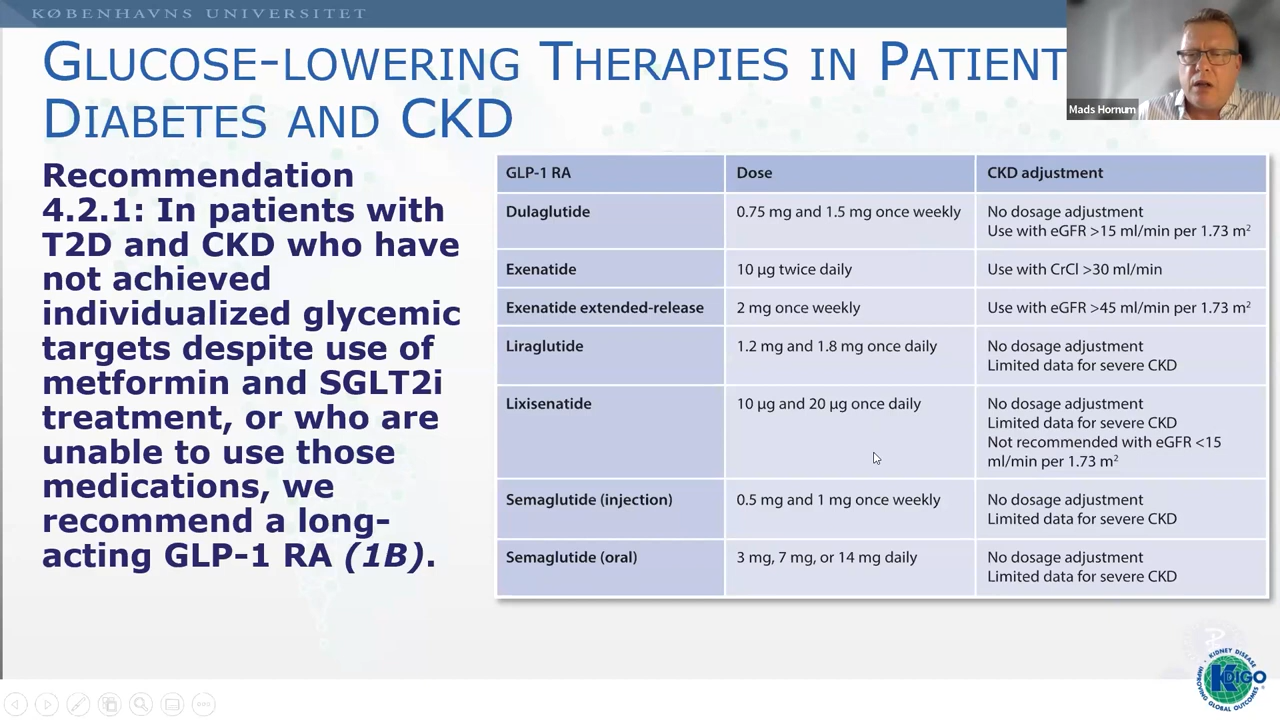 KØBENHAVNS UNIVERSITET
GLUCOSE-LOWERING THERAPIES IN PATIENT
DIABETES AND CKD
Mads Hornum
Recommendation
4.2.1: In patients with
T2D and CKD who have
not achieved
individualized glycemic
targets despite use of
metformin and SGLT2i
treatment, or who are
unable to use those
medications, we
recommend a long-
acting GLP-1 RA (1B).
GLP-1 RA Dose CKD adjustment
Dulaglutide 0.75 mg and 1.5 mg once weekly No dosage adjustment
Use with eGFR >15 ml/min per 1.73 m²
Exenatide 10 µg twice daily Use with CrCl >30 ml/min
Exenatide extended-release 2 mg once weekly Use with eGFR >45 ml/min per 1.73 m²
Liraglutide 1.2 mg and 1.8 mg once daily No dosage adjustment
Limited data for severe CKD
Lixisenatide 10 µg and 20 µg once daily No dosage adjustment
Limited data for severe CKD
Not recommended with eGFR <15
ml/min per 1.73 m²
Semaglutide (injection) 0.5 mg and 1 mg once weekly No dosage adjustment
Limited data for severe CKD
Semaglutide (oral) 3 mg, 7 mg, or 14 mg daily No dosage adjustment
Limited data for severe CKD
KIDNEY DISEASE
KDIGO
IMPROVING GLOBAL OUTCOMES